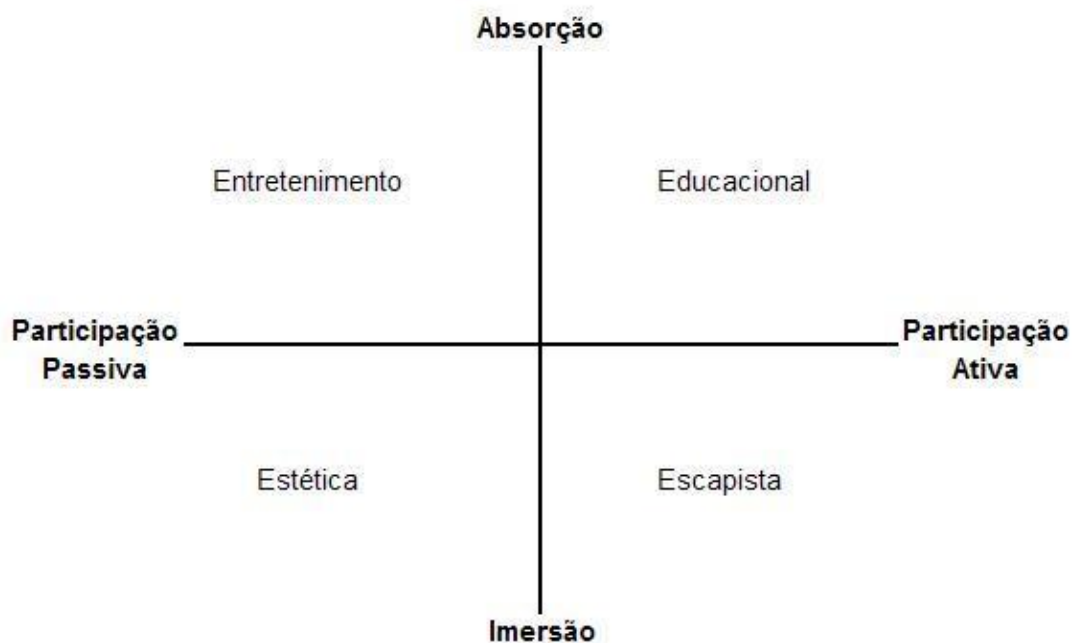 Absorção
Entretenimento
Educacional
Participação
Passiva
Participação
Ativa
Estética
Escapista
Imersão